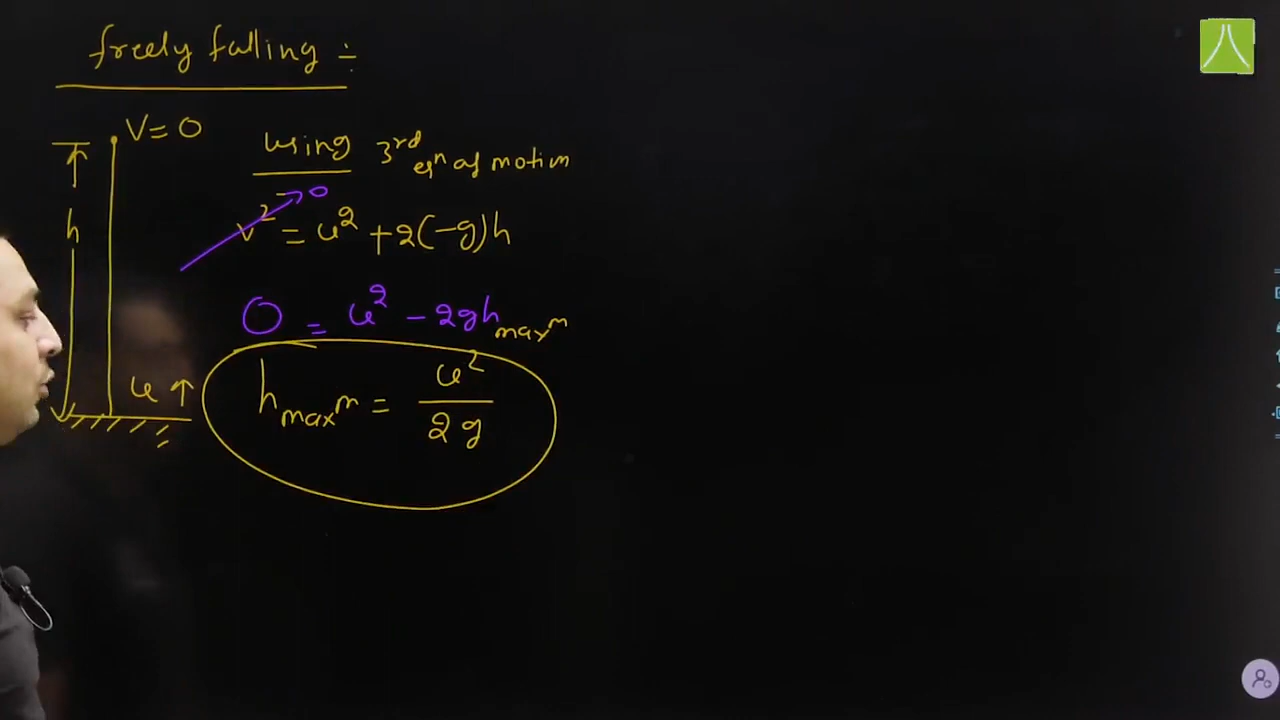 freely falling :-
V = 0
using 3rd eqn of motion
h
v² = u² + 2(-g)h
0
0 = u² - 2gh maxm
u ↑
h maxm = u² / 2g